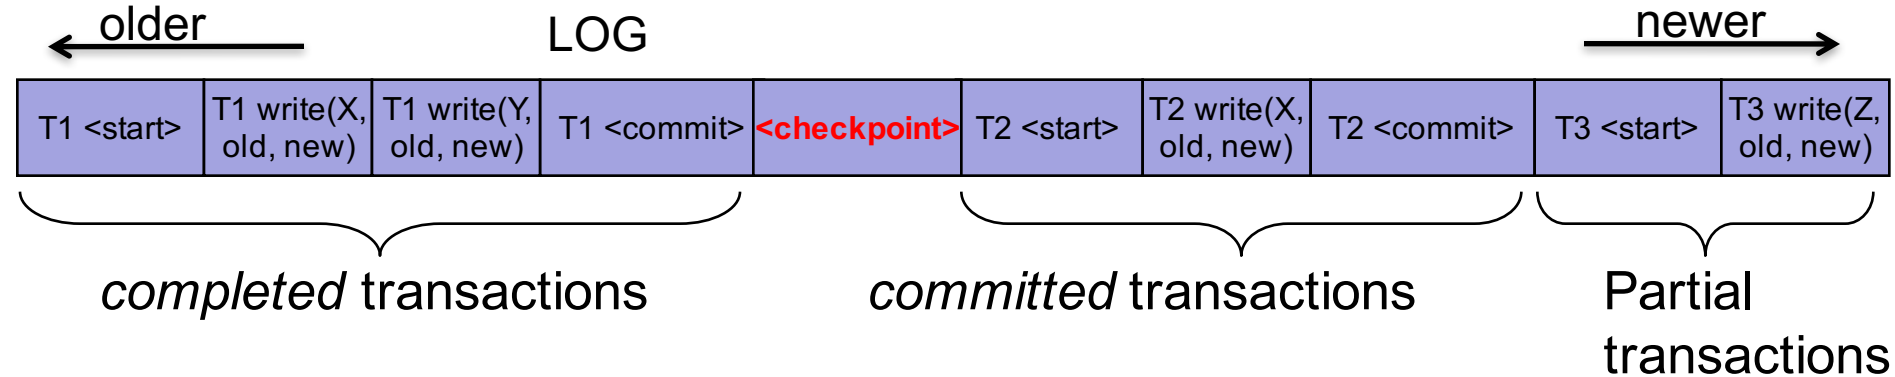 older
LOG
newer
T1 <start>
T1 write(X,
old, new)
T1 write(Y,
old, new)
T1 <commit>
<checkpoint>
T2 <start>
T2 write(X,
old, new)
T2 <commit>
T3 <start>
T3 write(Z,
old, new)
completed transactions
committed transactions
Partial
transactions